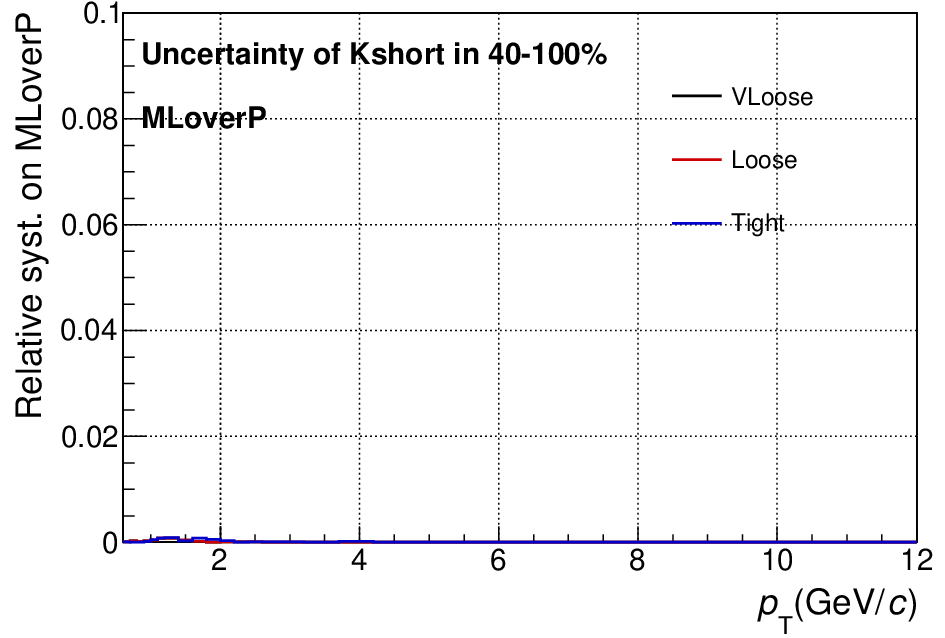 Relative syst. on MLoverP
0.1
0.08
0.06
0.04
0.02
0
Uncertainty of Kshort in 40-100%
MLoverP
VLoose
Loose
Tight
2 4 6 8 10 12
p_T(GeV/c)